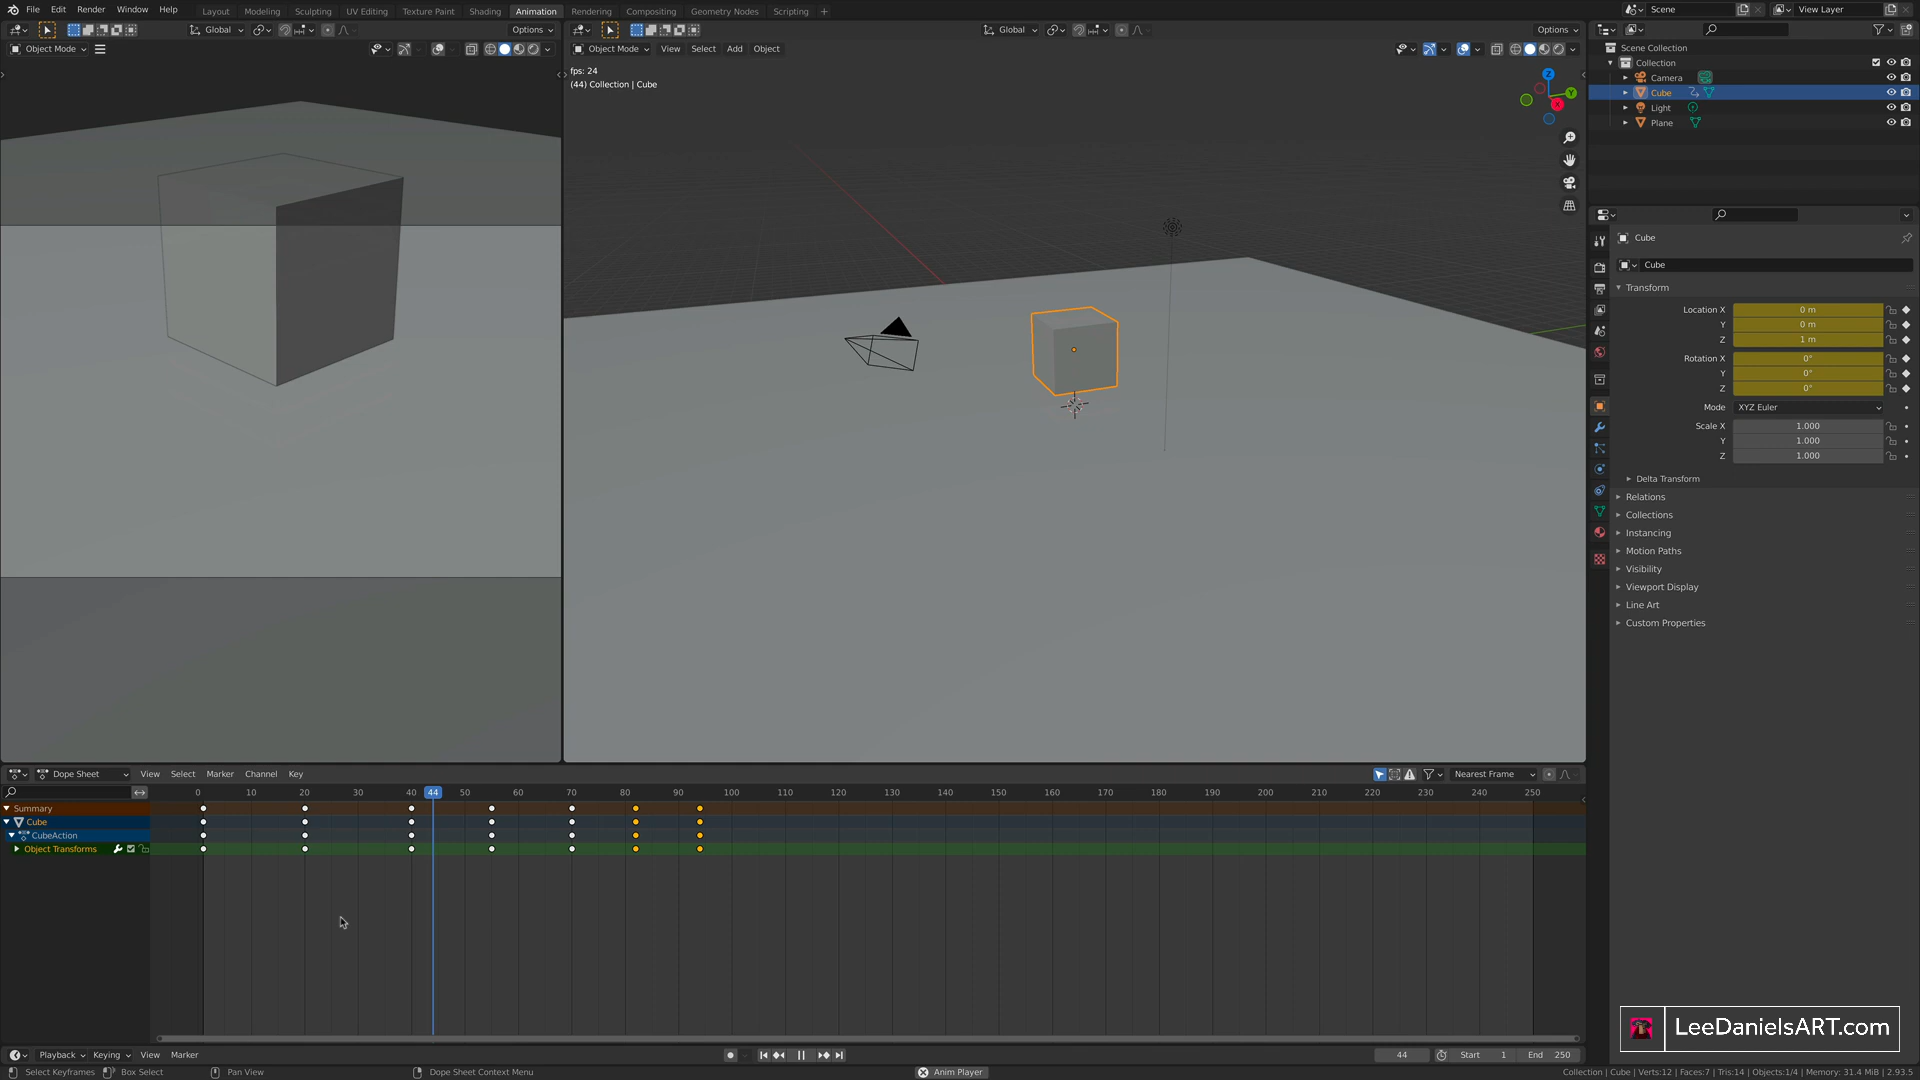 File Edit Render Window Help Layout Modeling Sculpting UV Editing Texture Paint Shading Animation Rendering Compositing Geometry Nodes Scripting + Scene View Layer
Global Options Global Options
Object Mode Object Mode View Select Add Object
fps: 24
(44) Collection | Cube
Z
Y
X
Scene Collection
Collection
Camera
Cube
Light
Plane
Cube
Cube
Transform
Location X 0 m
Y 0 m
Z 1 m
Rotation X 0°
Y 0°
Z 0°
Mode XYZ Euler
Scale X 1.000
Y 1.000
Z 1.000
Delta Transform
Relations
Collections
Instancing
Motion Paths
Visibility
Viewport Display
Line Art
Custom Properties
Dope Sheet View Select Marker Channel Key Nearest Frame
0 10 20 30 40 44 50 60 70 80 90 100 110 120 130 140 150 160 170 180 190 200 210 220 230 240 250
Summary
Cube
CubeAction
Object Transforms
LeeDanielsART.com
Playback Keying View Marker 44 Start 1 End 250
Select Keyframes Box Select Pan View Dope Sheet Context Menu Anim Player Collection | Cube | Verts:12 | Faces:7 | Tris:14 | Objects:1/4 | Memory: 31.4 MiB | 2.93.5